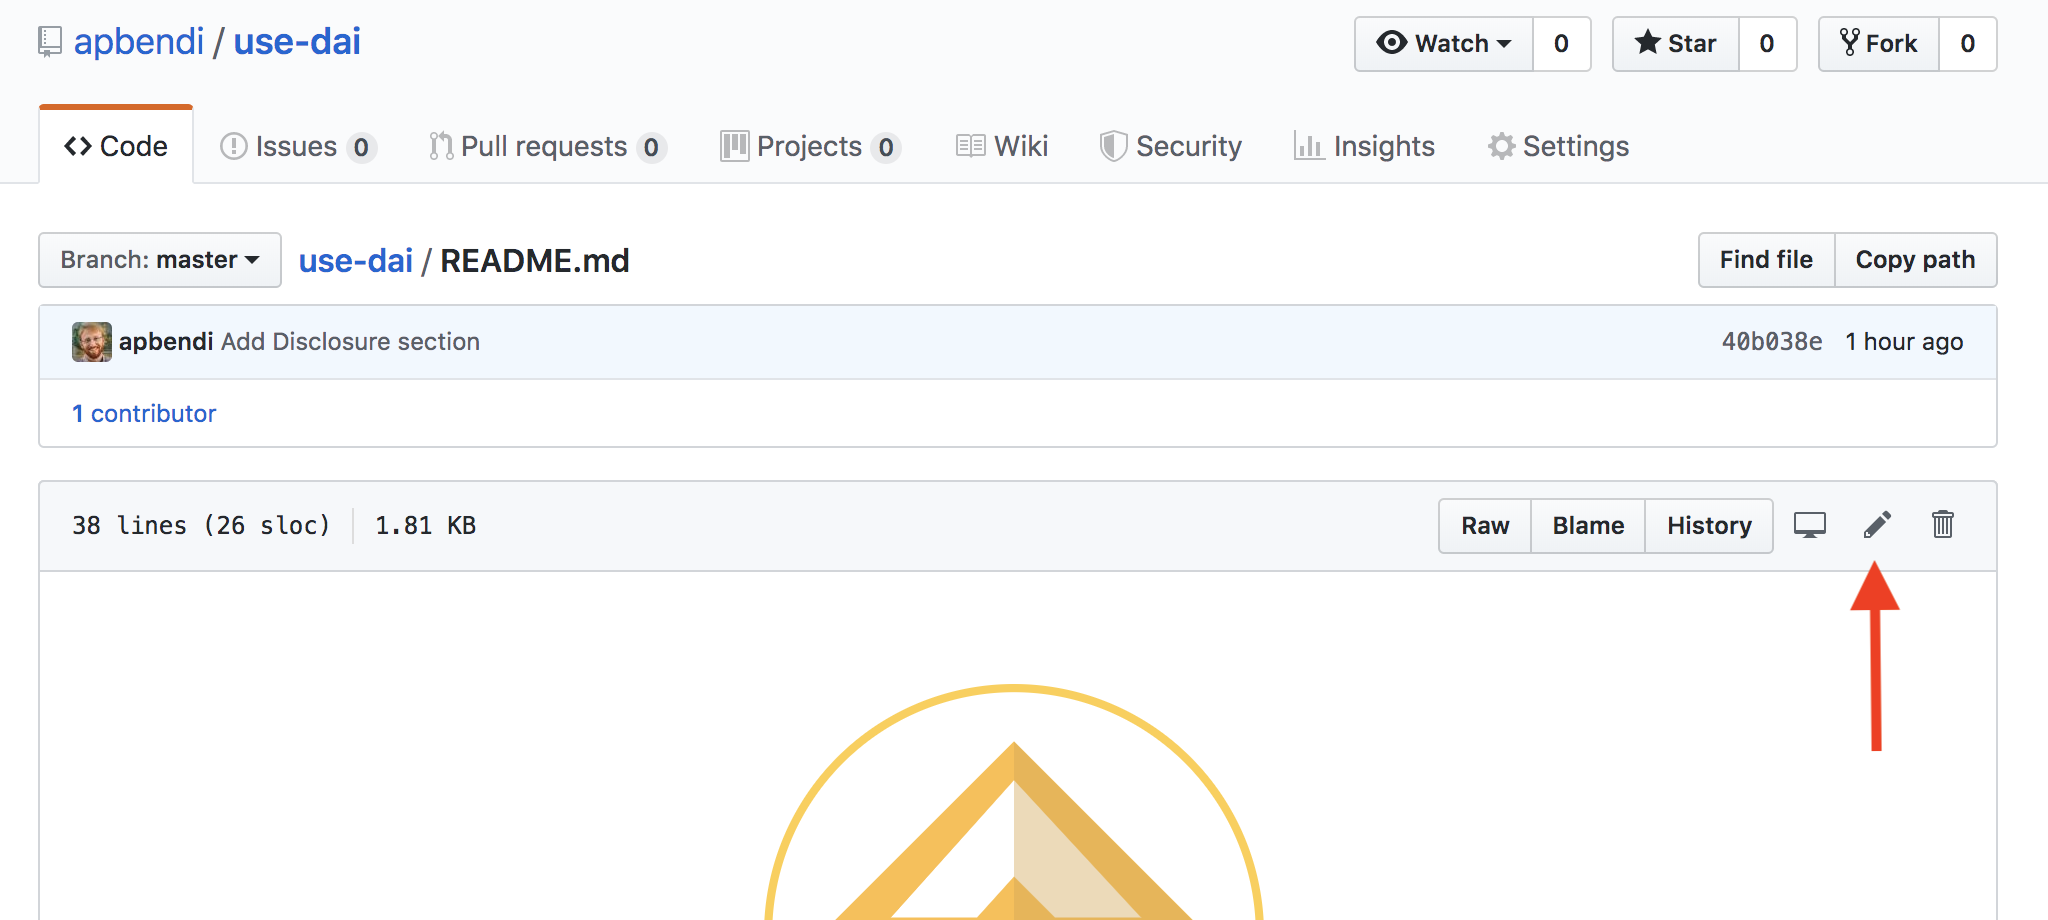 apbendi / use-dai Watch 0 Star 0 Fork 0
Code Issues 0 Pull requests 0 Projects 0 Wiki Security Insights Settings
Branch: master use-dai / README.md Find file Copy path
apbendi Add Disclosure section 40b038e 1 hour ago
1 contributor
38 lines (26 sloc) 1.81 KB Raw Blame History